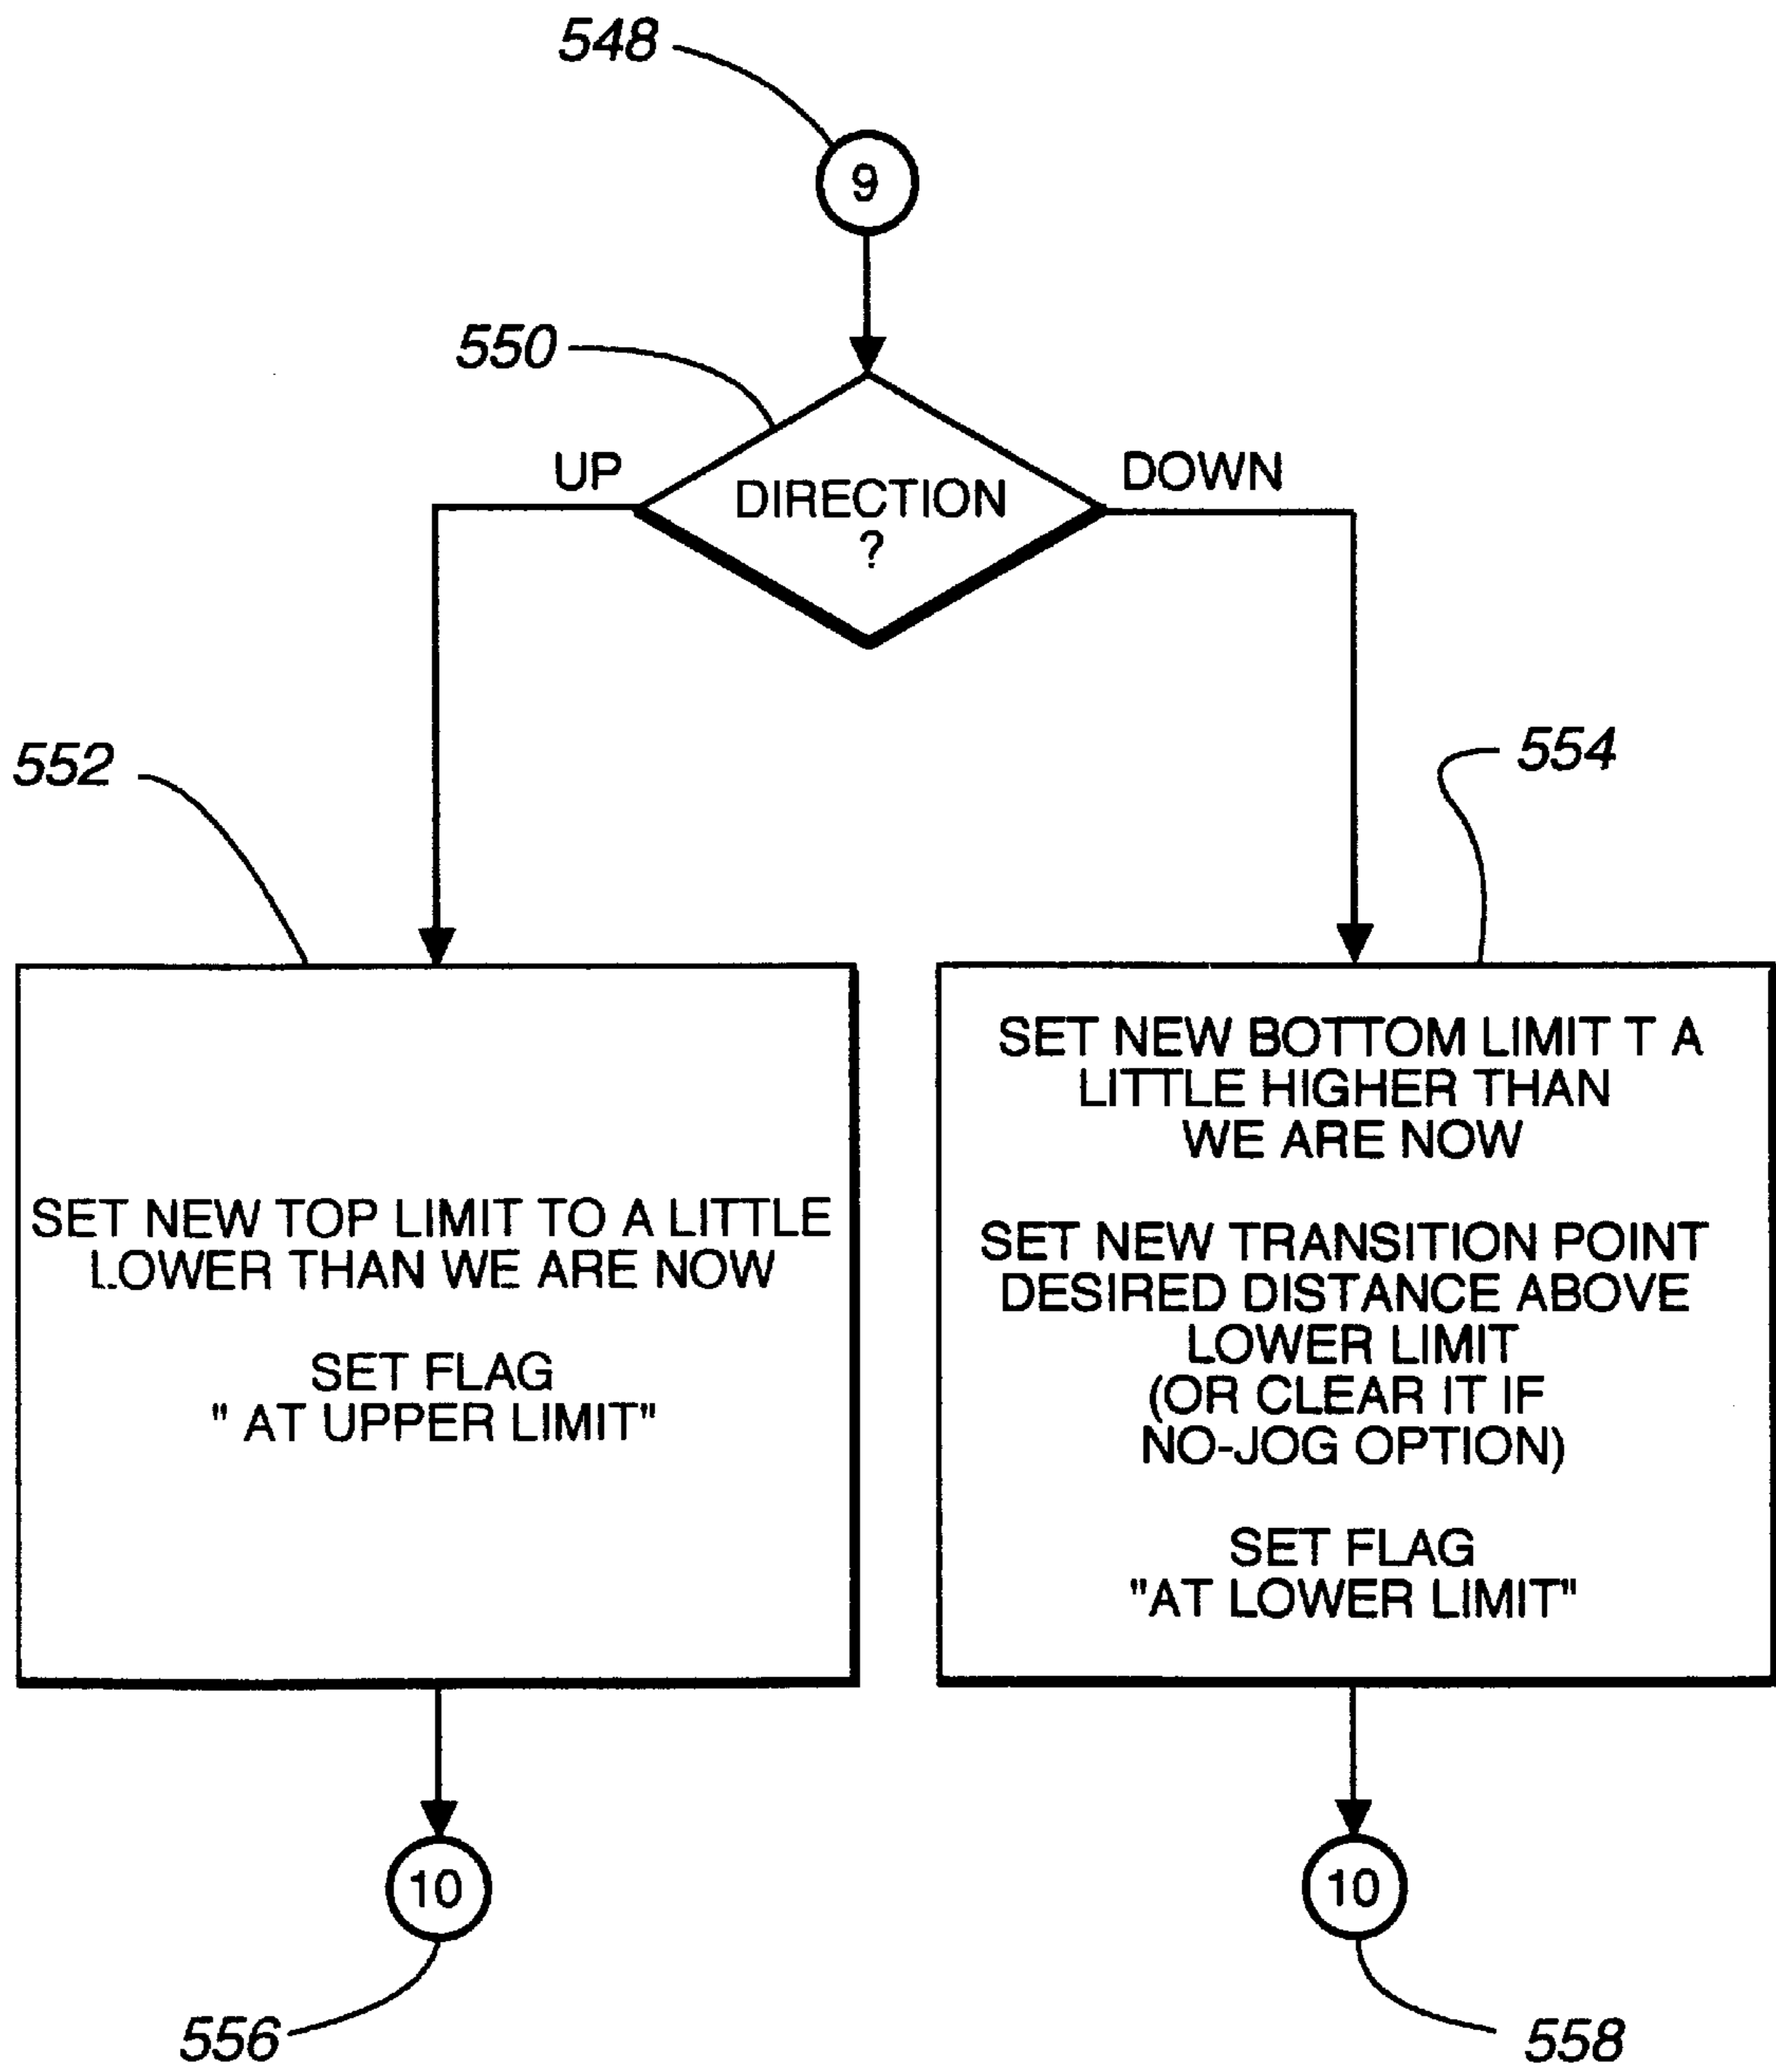 548
9
550
UP
DOWN
DIRECTION
?
552
554
SET NEW TOP LIMIT TO A LITTLE
LOWER THAN WE ARE NOW
SET FLAG
" AT UPPER LIMIT"
SET NEW BOTTOM LIMIT T A
LITTLE HIGHER THAN
WE ARE NOW
SET NEW TRANSITION POINT
DESIRED DISTANCE ABOVE
LOWER LIMIT
(OR CLEAR IT IF
NO-JOG OPTION)
SET FLAG
"AT LOWER LIMIT"
10
10
556
558